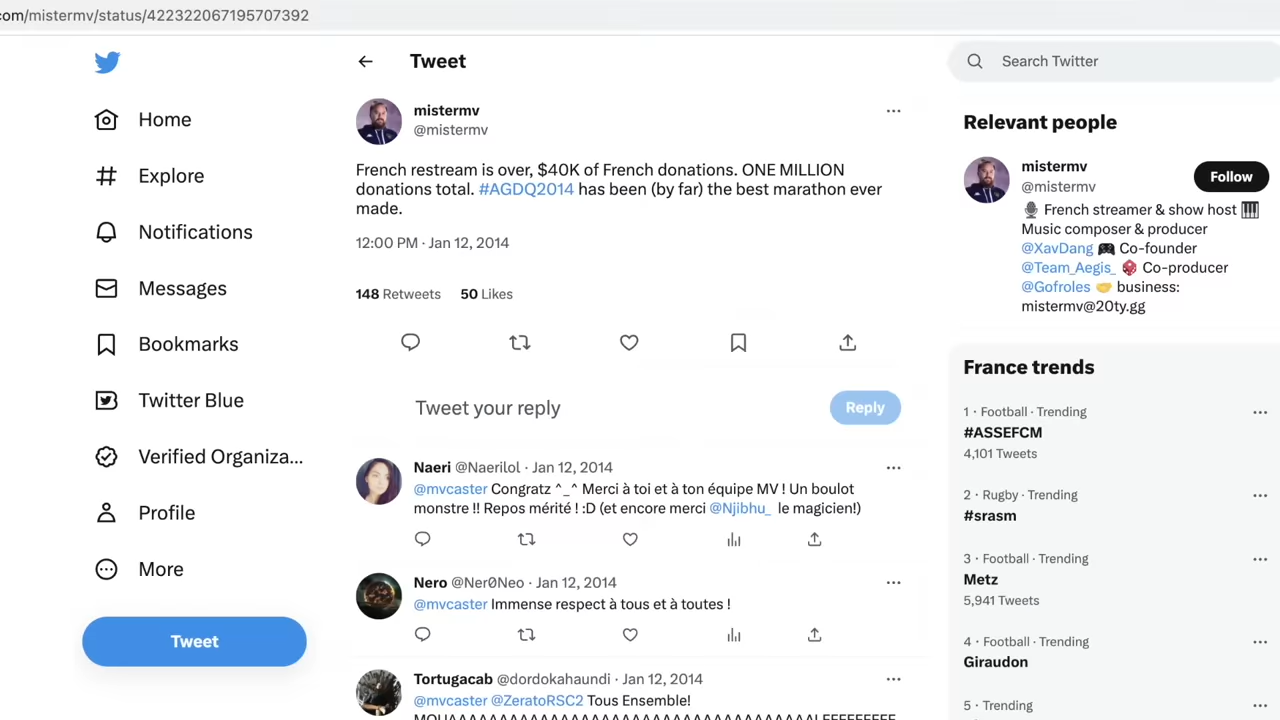 com/mistermv/status/422322067195707392
Home
Explore
Notifications
Messages
Bookmarks
Twitter Blue
Verified Organiza...
Profile
More
Tweet
Tweet
mistermv
@mistermv
French restream is over, $40K of French donations. ONE MILLION
donations total. #AGDQ2014 has been (by far) the best marathon ever
made.
12:00 PM · Jan 12, 2014
148 Retweets 50 Likes
Tweet your reply
Reply
Naeri @Naerilol · Jan 12, 2014
@mvcaster Congratz ^_^ Merci à toi et à ton équipe MV ! Un boulot
monstre !! Repos mérité ! :D (et encore merci @Njibhu_ le magicien!)
Nero @Ner0Neo · Jan 12, 2014
@mvcaster Immense respect à tous et à toutes !
Tortugacab @dordokahaundi · Jan 12, 2014
@mvcaster @ZeratoRSC2 Tous Ensemble!
Search Twitter
Relevant people
mistermv
@mistermv
Follow
French streamer & show host
Music composer & producer
@XavDang Co-founder
@Team_Aegis_ Co-producer
@Gofroles business:
mistermv@20ty.gg
France trends
1 · Football · Trending
#ASSEFCM
4,101 Tweets
2 · Rugby · Trending
#srasm
3 · Football · Trending
Metz
5,941 Tweets
4 · Football · Trending
Giraudon
5 · Trending